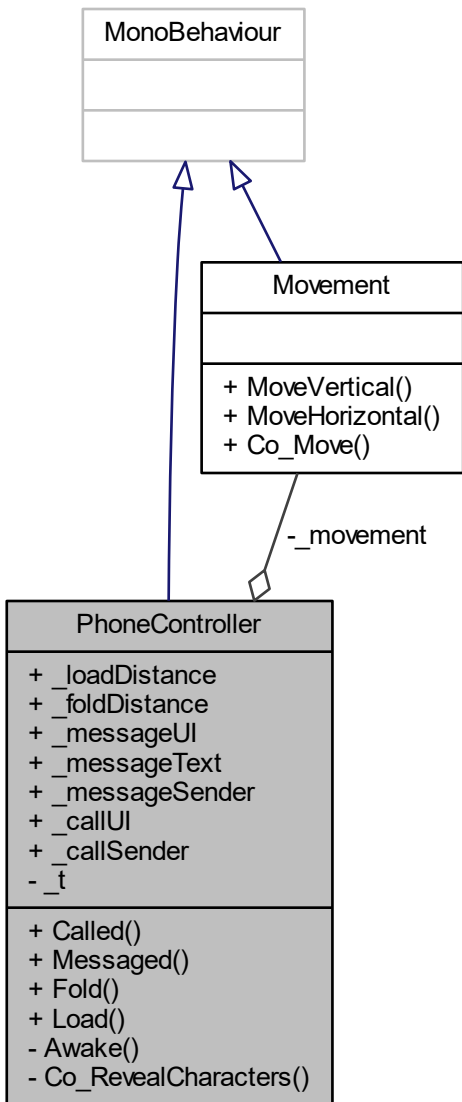 MonoBehaviour
Movement
+ MoveVertical()
+ MoveHorizontal()
+ Co_Move()
-_movement
PhoneController
+ _loadDistance
+ _foldDistance
+ _messageUI
+ _messageText
+ _messageSender
+ _callUI
+ _callSender
- _t
+ Called()
+ Messaged()
+ Fold()
+ Load()
- Awake()
- Co_RevealCharacters()